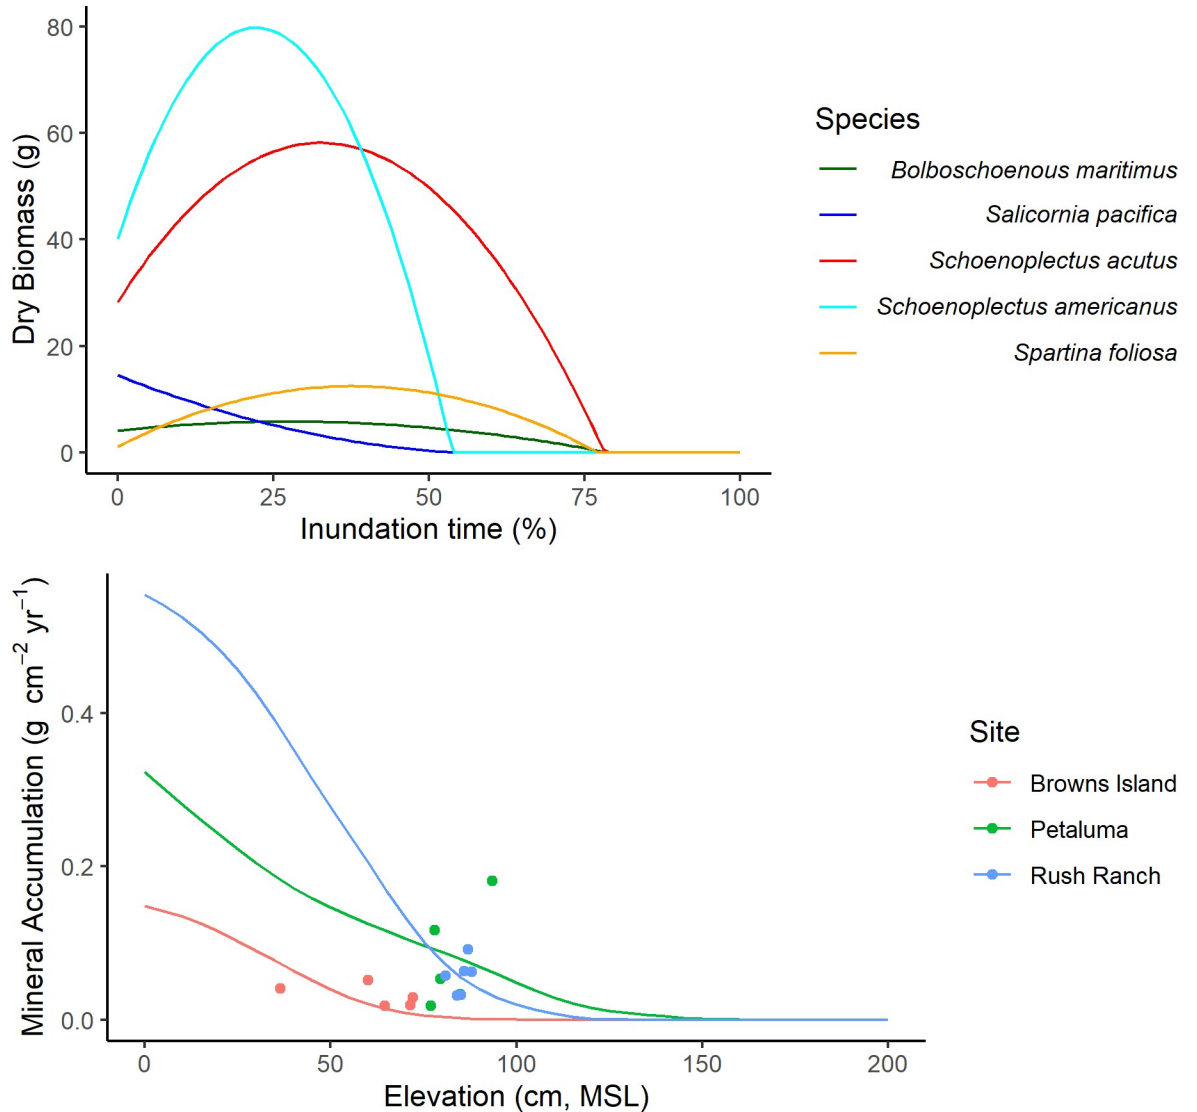 80
60
40
20
0
Dry Biomass (g)
0 25 50 75 100
Inundation time (%)
Species
Bolboschoenous maritimus
Salicornia pacifica
Schoenoplectus acutus
Schoenoplectus americanus
Spartina foliosa
0.4
0.2
0.0
Mineral Accumulation (g cm⁻² yr⁻¹)
0 50 100 150 200
Elevation (cm, MSL)
Site
Browns Island
Petaluma
Rush Ranch